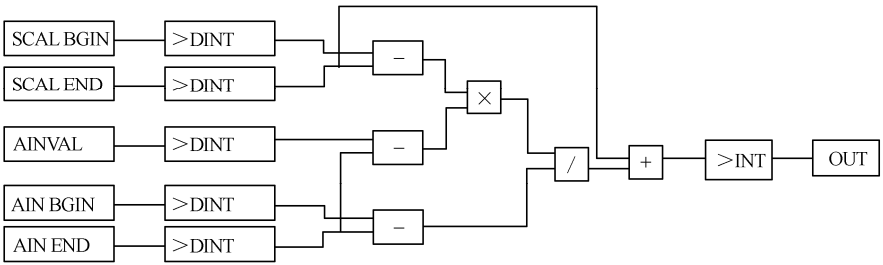 SCAL BGIN >DINT
SCAL END >DINT
−
×
AINVAL >DINT
−
/
+
>INT
OUT
AIN BGIN >DINT
AIN END >DINT
−